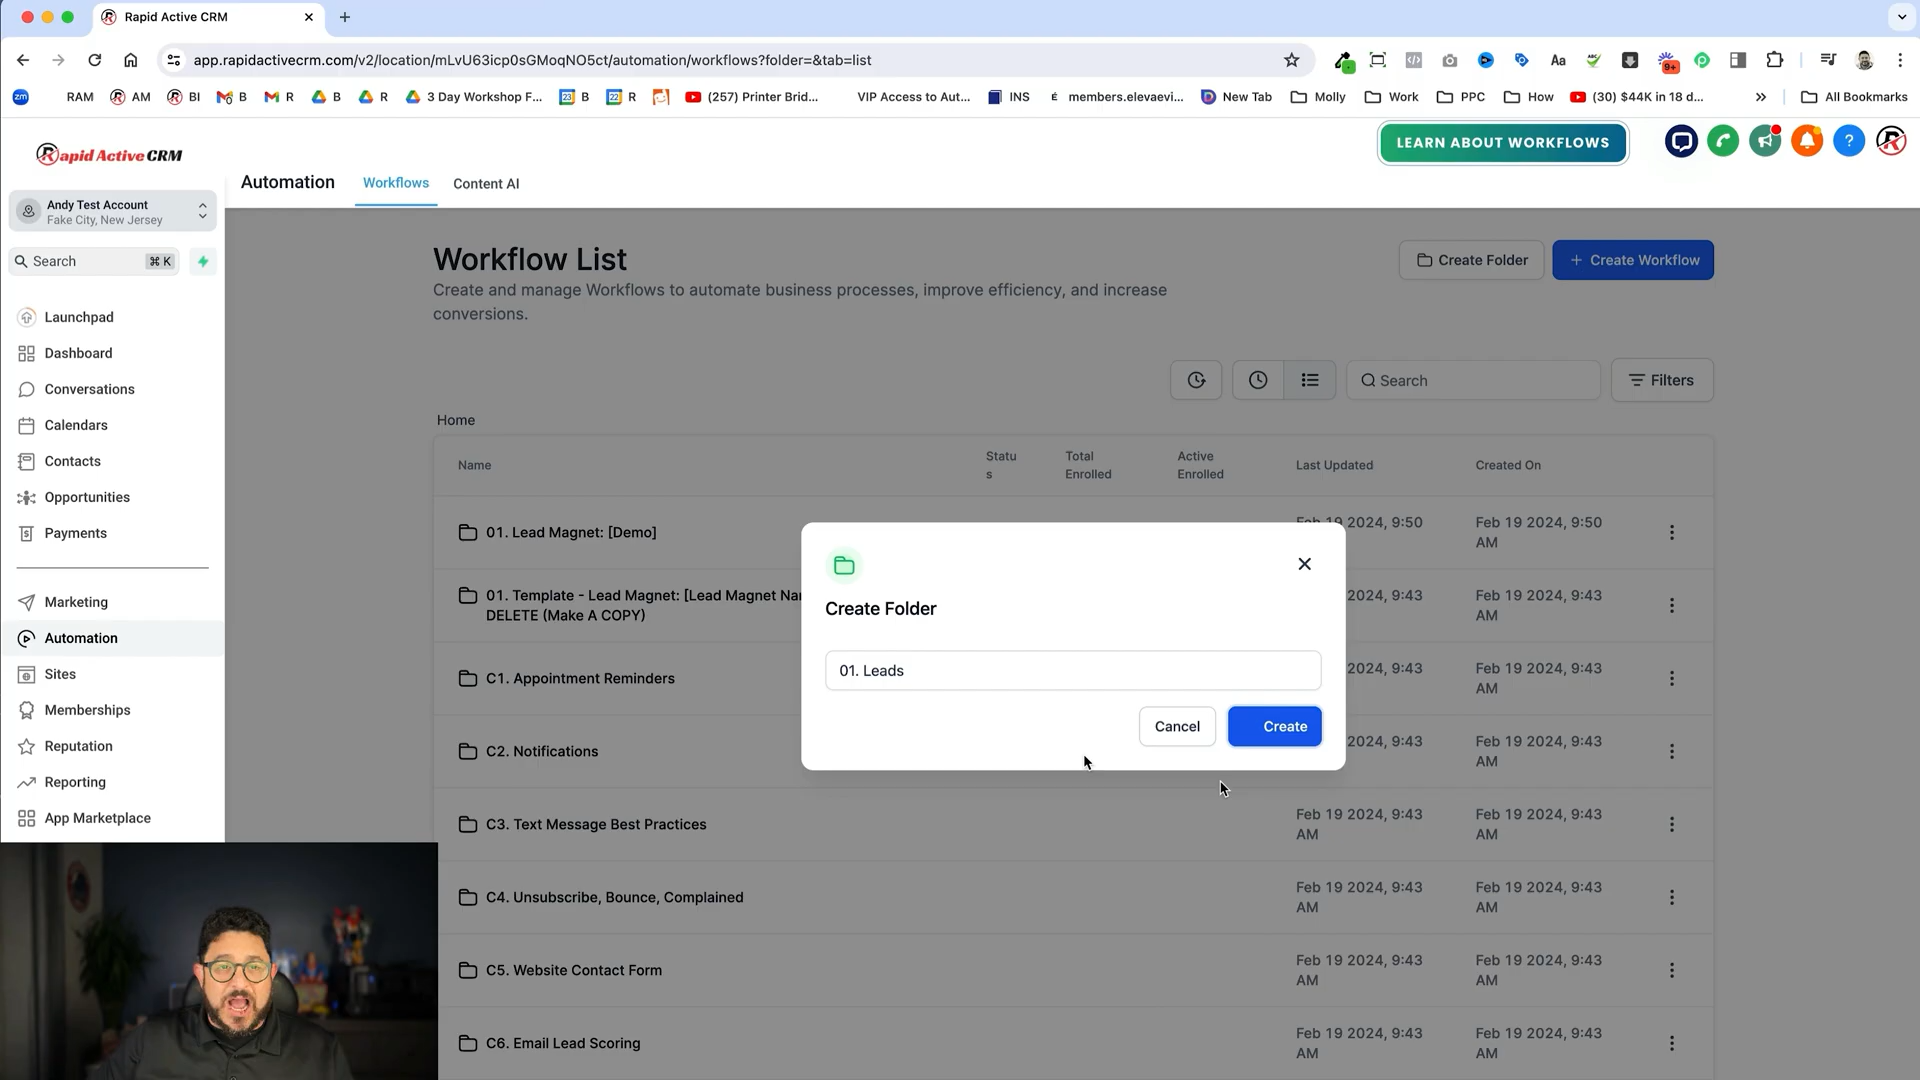 Rapid Active CRM
app.rapidactivecrm.com/v2/location/mLvU63icp0sGMoqNO5ct/automation/workflows?folder=&tab=list
Aa
9+
zm
RAM
AM
BI
B
R
B
R
3 Day Workshop F...
23
B
22
R
(257) Printer Brid...
VIP Access to Aut...
INS
É
members.elevaevi...
New Tab
Molly
Work
PPC
How
(30) $44K in 18 d...
»
All Bookmarks
Rapid Active CRM
LEARN ABOUT WORKFLOWS
?
Automation
Workflows
Content AI
Andy Test Account
Fake City, New Jersey
Search
⌘ K
Launchpad
Dashboard
Conversations
Calendars
Contacts
Opportunities
Payments
Marketing
Automation
Sites
Memberships
Reputation
Reporting
App Marketplace
Workflow List
Create Folder
+ Create Workflow
Create and manage Workflows to automate business processes, improve efficiency, and increase
conversions.
Search
Filters
Home
Name
Statu
s
Total
Enrolled
Active
Enrolled
Last Updated
Created On
01. Lead Magnet: [Demo]
Feb 19 2024, 9:50
Feb 19 2024, 9:50
AM
01. Template - Lead Magnet: [Lead Magnet Nar
DELETE (Make A COPY)
2024, 9:43
Feb 19 2024, 9:43
AM
C1. Appointment Reminders
2024, 9:43
Feb 19 2024, 9:43
AM
C2. Notifications
2024, 9:43
Feb 19 2024, 9:43
AM
C3. Text Message Best Practices
Feb 19 2024, 9:43
AM
Feb 19 2024, 9:43
AM
C4. Unsubscribe, Bounce, Complained
Feb 19 2024, 9:43
AM
Feb 19 2024, 9:43
AM
C5. Website Contact Form
Feb 19 2024, 9:43
AM
Feb 19 2024, 9:43
AM
C6. Email Lead Scoring
Feb 19 2024, 9:43
AM
Feb 19 2024, 9:43
AM
Create Folder
01. Leads
Cancel
Create